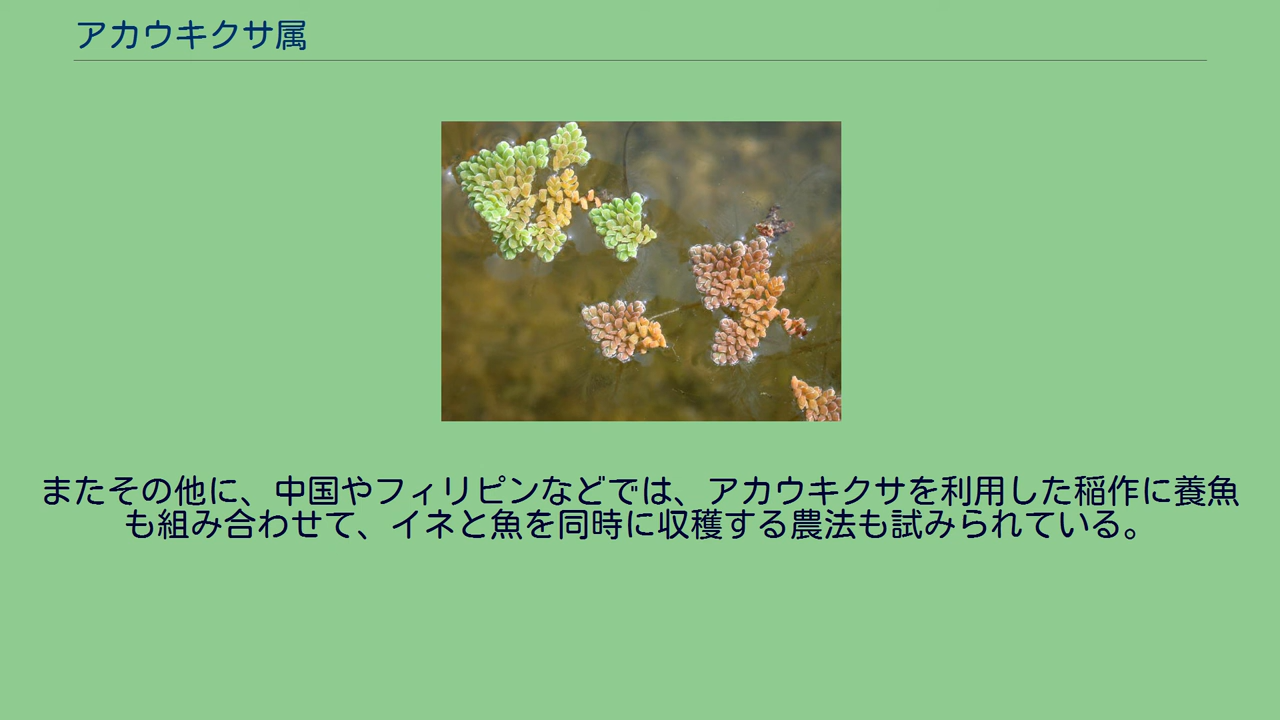 アカウキクサ属
またその他に、中国やフィリピンなどでは、アカウキクサを利用した稲作に養魚
も組み合わせて、イネと魚を同時に収穫する農法も試みられている。